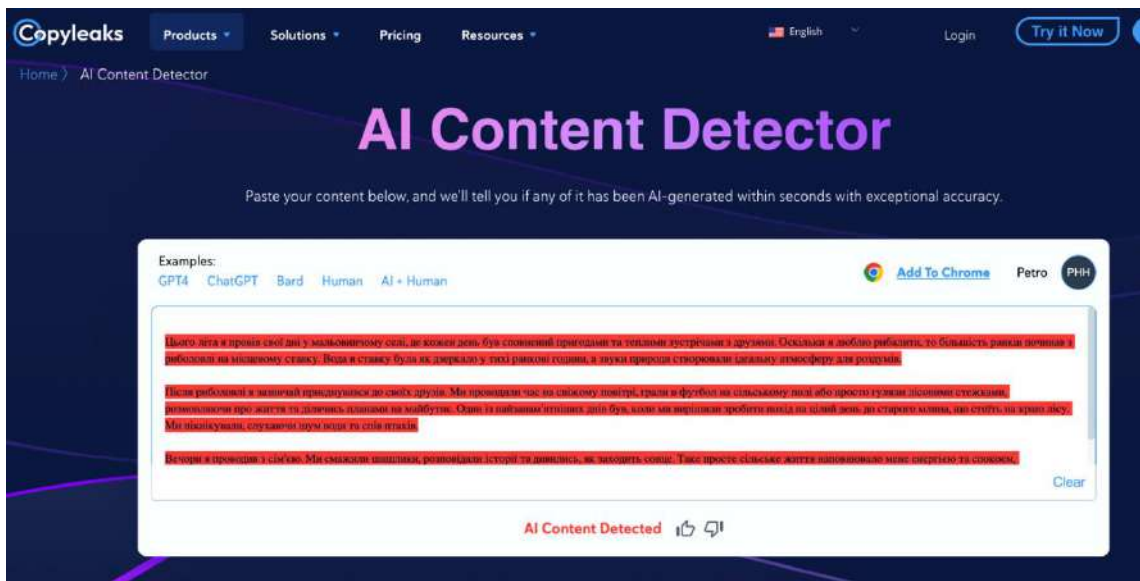 Copyleaks
Products
Solutions
Pricing
Resources
English
Login
Try it Now
Home 〉 AI Content Detector
AI Content Detector
Paste your content below, and we'll tell you if any of it has been AI-generated within seconds with exceptional accuracy.
Examples:
GPT4 ChatGPT Bard Human AI + Human
Add To Chrome
Petro
PHH
Цього літа я провів свої дні у мальовничому селі, де кожен день був сповнений пригодами та теплими зустрічами з друзями. Оскільки я люблю рибалити, то більшість ранків починав з
риболовлі на місцевому ставку. Вода в ставку була як дзеркало у тихі ранкові години, а звуки природи створювали ідеальну атмосферу для роздумів.
Після риболовлі я зазвичай приєднувався до своїх друзів. Ми проводили час на свіжому повітрі, грали в футбол на сільському полі або просто гуляли лісовими стежками,
розмовляючи про життя та ділячись планами на майбутнє. Один із найзапам'ятніших днів був, коли ми вирішили зробити похід на цілий день до старого млина, що стоїть на краю лісу.
Ми пікнікували, слухаючи шум води та спів птахів.
Вечори я проводив з сім'єю. Ми смажили шашлики, розповідали історії та дивились, як заходить сонце. Таке просте сільське життя наповнювало мене енергією та спокоєм,
Clear
AI Content Detected